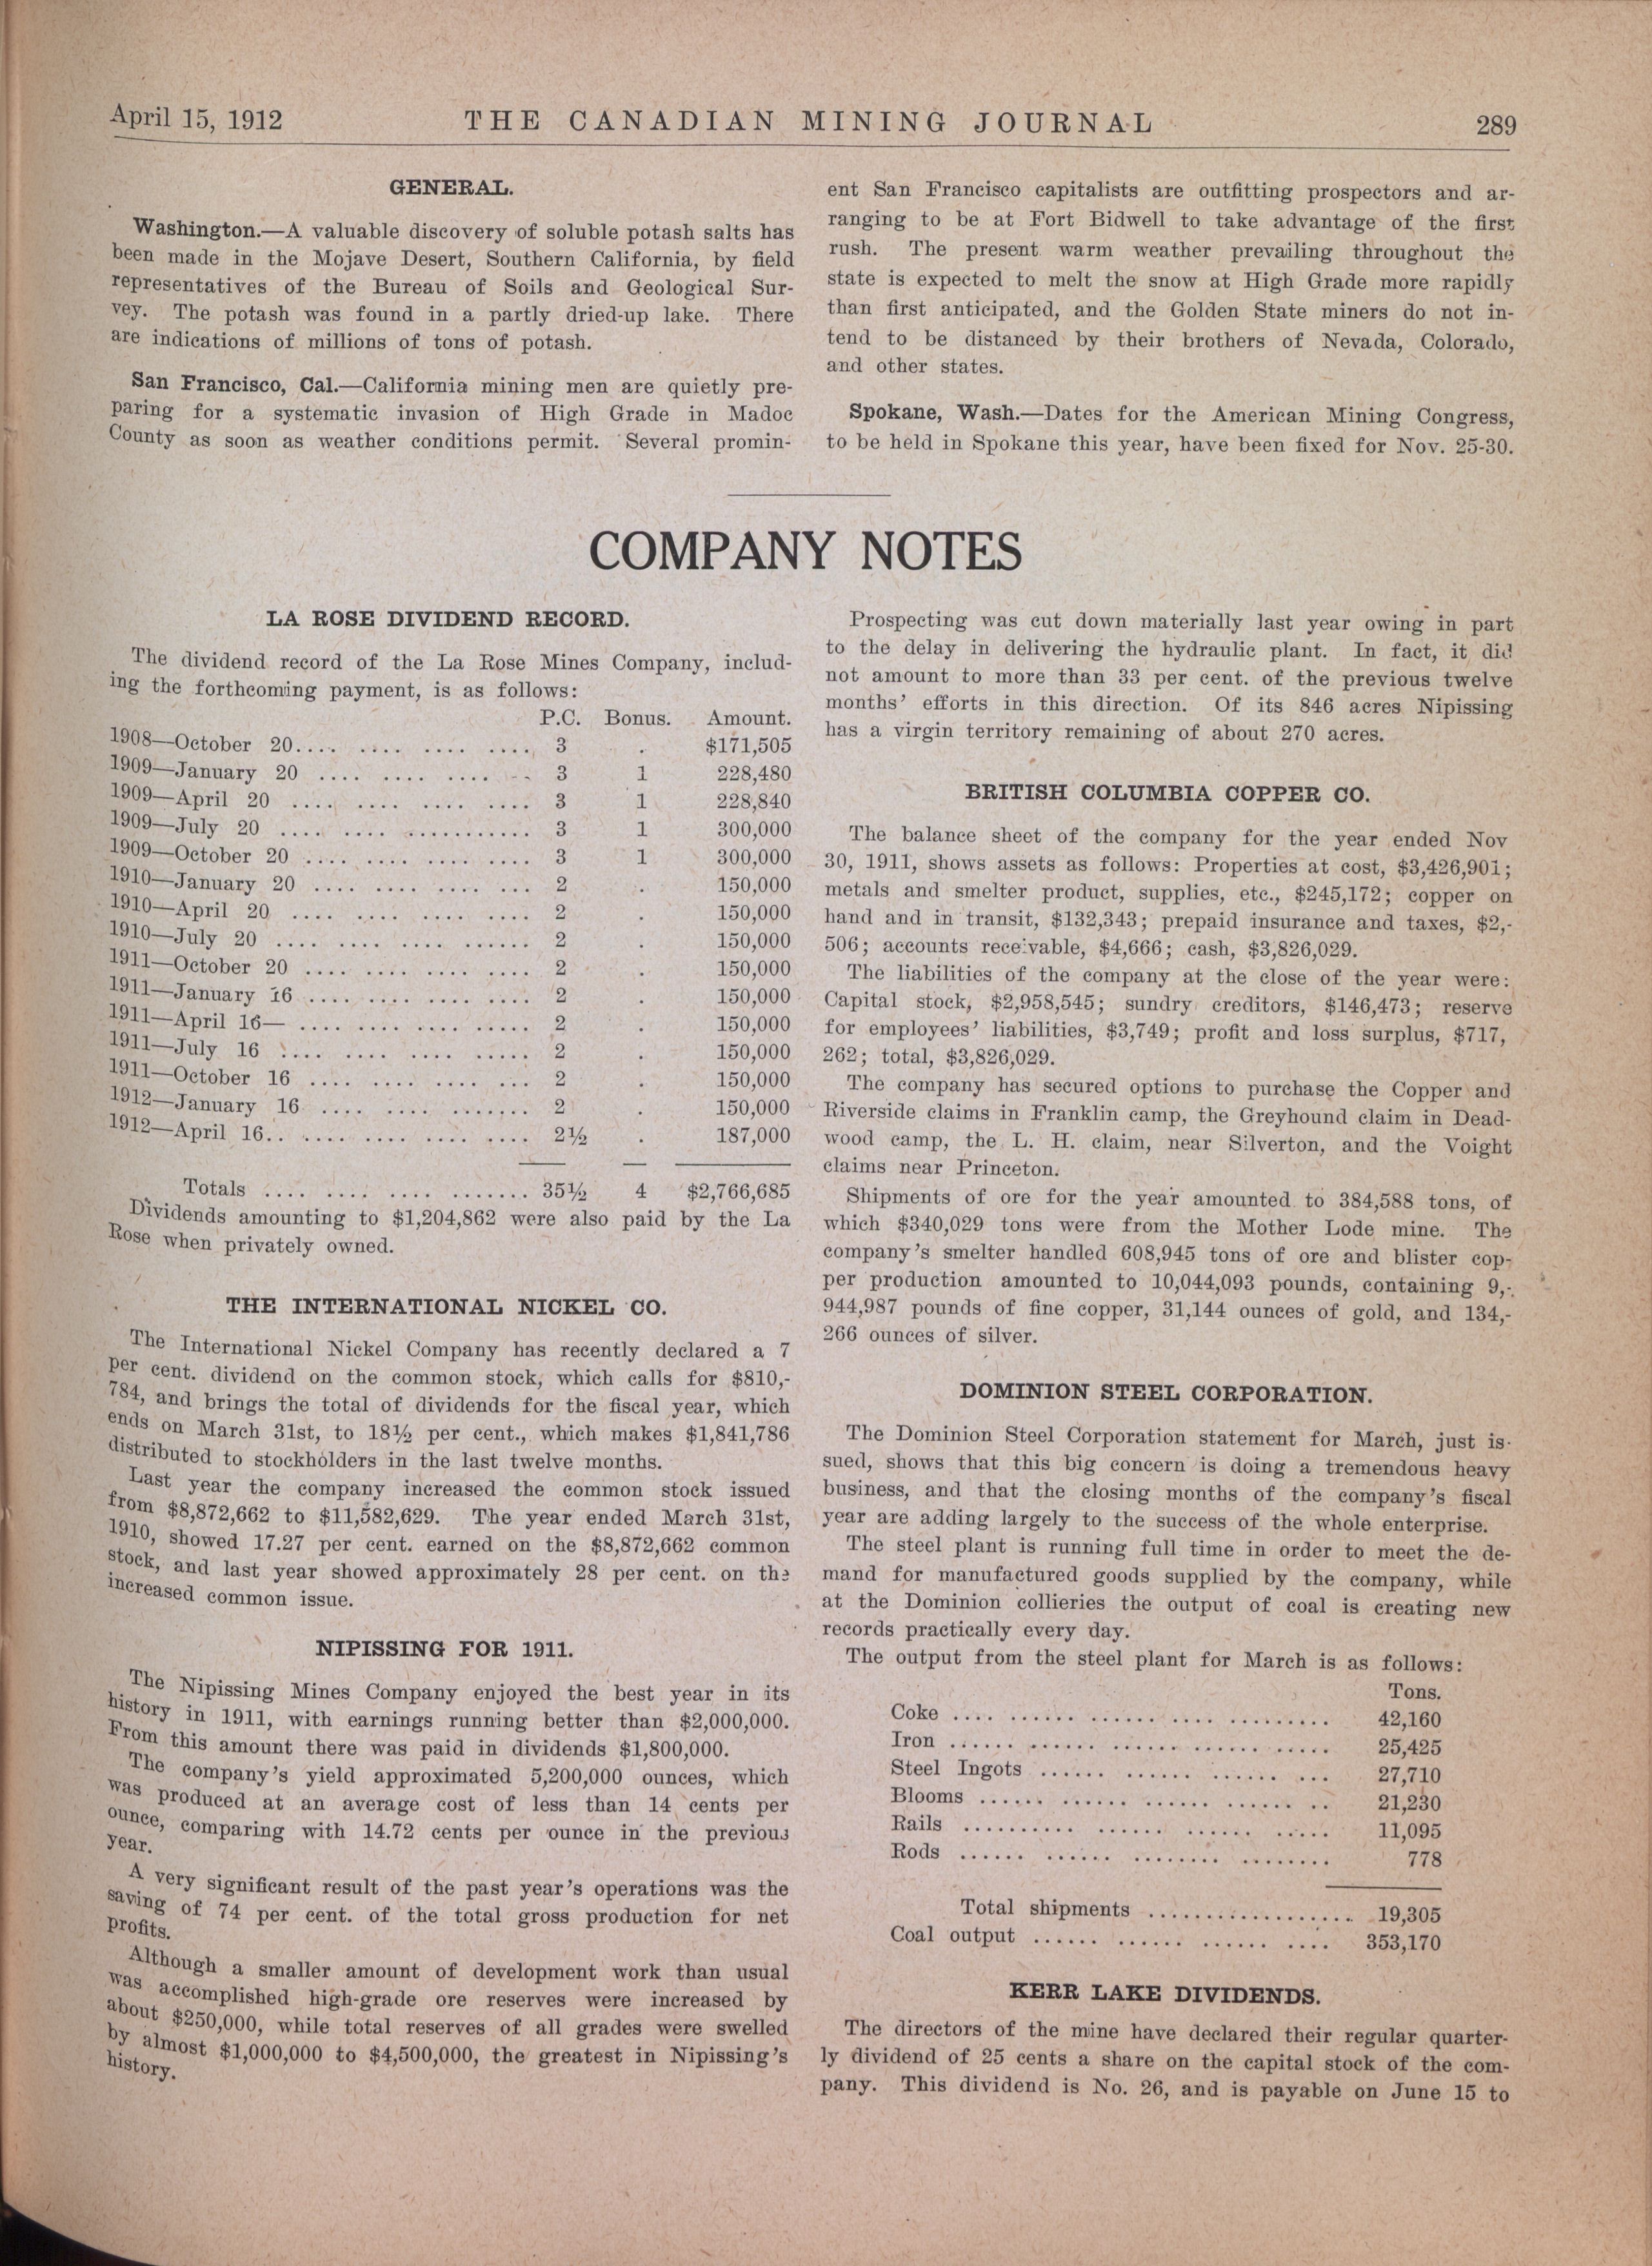 April 15, 1912 THE CANADIAN MINING JOURNAL 289
GENERAL.
Washington.—A valuable discovery of soluble potash salts has
been made in the Mojave Desert, Southern California, by field
representatives of the Bureau of Soils and Geological Sur-
vey. The potash was found in a partly dried-up lake. There
are indications of millions of tons of potash.
San Francisco, Cal.—California mining men are quietly pre-
paring for a systematic invasion of High Grade in Madoc
County as soon as weather conditions permit. Several promin-
ent San Francisco capitalists are outfitting prospectors and ar-
ranging to be at Fort Bidwell to take advantage of the first
rush. The present warm weather prevailing throughout the
state is expected to melt the snow at High Grade more rapidly
than first anticipated, and the Golden State miners do not in-
tend to be distanced by their brothers of Nevada, Colorado,
and other states.
Spokane, Wash.—Dates for the American Mining Congress,
to be held in Spokane this year, have been fixed for Nov. 25-30.
COMPANY NOTES
LA ROSE DIVIDEND RECORD.
The dividend record of the La Rose Mines Company, includ-
ing the forthcoming payment, is as follows:
P.C. Bonus. Amount.
1908—October 20.... .... .... .... 3 . $171,505
1909—January 20 .... .... .... .. 3 1 228,480
1909—April 20 .... .... .... .... 3 1 228,840
1909—July 20 .... .... ........... 3 1 300,000
1909—October 20 .... .... .... .... 3 1 300,000
1910—January 20 .... .... .... ... 2 . 150,000
1910—April 20 .... .... .... .... 2 . 150,000
1910—July 20 .... .... .... ...... 2 . 150,000
1911—October 20 .... .... .... .... 2 . 150,000
1911—January 16 .... .... .... .... 2 . 150,000
1911—April 16— .... .... .... ..... 2 . 150,000
1911—July 16 .... .... .... ..... 2 . 150,000
1911—October 16 .... .... .... ... 2 . 150,000
1912—January 16 .... .... ....... 2 . 150,000
1912—April 16.. ..... .... .... .... 2½ . 187,000
Totals .... .... .... ....... 35½ 4 $2,766,685
Dividends amounting to $1,204,862 were also paid by the La
Rose when privately owned.
THE INTERNATIONAL NICKEL CO.
The International Nickel Company has recently declared a 7
per cent. dividend on the common stock, which calls for $810,-
784, and brings the total of dividends for the fiscal year, which
ends on March 31st, to 18½ per cent., which makes $1,841,786
distributed to stockholders in the last twelve months.
Last year the company increased the common stock issued
from $8,872,662 to $11,582,629. The year ended March 31st,
1910, showed 17.27 per cent. earned on the $8,872,662 common
stock, and last year showed approximately 28 per cent. on the
increased common issue.
NIPISSING FOR 1911.
The Nipissing Mines Company enjoyed the best year in its
history in 1911, with earnings running better than $2,000,000.
From this amount there was paid in dividends $1,800,000.
The company's yield approximated 5,200,000 ounces, which
was produced at an average cost of less than 14 cents per
ounce, comparing with 14.72 cents per ounce in the previous
year.
A very significant result of the past year's operations was the
saving of 74 per cent. of the total gross production for net
profits.
Although a smaller amount of development work than usual
was accomplished high-grade ore reserves were increased by
about $250,000, while total reserves of all grades were swelled
by almost $1,000,000 to $4,500,000, the greatest in Nipissing's
history.
Prospecting was cut down materially last year owing in part
to the delay in delivering the hydraulic plant. In fact, it did
not amount to more than 33 per cent. of the previous twelve
months' efforts in this direction. Of its 846 acres Nipissing
has a virgin territory remaining of about 270 acres.
BRITISH COLUMBIA COPPER CO.
The balance sheet of the company for the year ended Nov
30, 1911, shows assets as follows: Properties at cost, $3,426,901;
metals and smelter product, supplies, etc., $245,172; copper on
hand and in transit, $132,343; prepaid insurance and taxes, $2,-
506; accounts receivable, $4,666; cash, $3,826,029.
The liabilities of the company at the close of the year were:
Capital stock, $2,958,545; sundry creditors, $146,473; reserve
for employees' liabilities, $3,749; profit and loss surplus, $717,
262; total, $3,826,029.
The company has secured options to purchase the Copper and
Riverside claims in Franklin camp, the Greyhound claim in Dead-
wood camp, the L. H. claim, near Silverton, and the Voight
claims near Princeton.
Shipments of ore for the year amounted to 384,588 tons, of
which $340,029 tons were from the Mother Lode mine. The
company's smelter handled 608,945 tons of ore and blister cop-
per production amounted to 10,044,093 pounds, containing 9,-
944,987 pounds of fine copper, 31,144 ounces of gold, and 134,-
266 ounces of silver.
DOMINION STEEL CORPORATION.
The Dominion Steel Corporation statement for March, just is-
sued, shows that this big concern is doing a tremendous heavy
business, and that the closing months of the company's fiscal
year are adding largely to the success of the whole enterprise.
The steel plant is running full time in order to meet the de-
mand for manufactured goods supplied by the company, while
at the Dominion collieries the output of coal is creating new
records practically every day.
The output from the steel plant for March is as follows:
Tons.
Coke .... ...... ...... .... ......... 42,160
Iron ...... ...... ...... ...... ..... 25,425
Steel Ingots ...... ...... ...... ... 27,710
Blooms ...... ...... ...... ...... .. 21,230
Rails .......... ...... ...... ..... 11,095
Rods ...... ...... ........ ........ 778
Total shipments ................... 19,305
Coal output ...... ...... ...... .... 353,170
KERR LAKE DIVIDENDS.
The directors of the mine have declared their regular quarter-
ly dividend of 25 cents a share on the capital stock of the com-
pany. This dividend is No. 26, and is payable on June 15 to